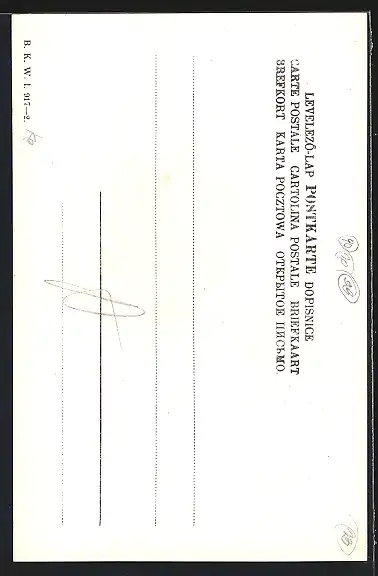 LEVELEZŐ-LAP POSTKARTE DOPISNICE
CARTE POSTALE CARTOLINA POSTALE BRIEFKAART
BREFKORT KARTA POCZTOWA ОТКРЫТОЕ ПИСЬМО.
B. K. W. I. 917—2.